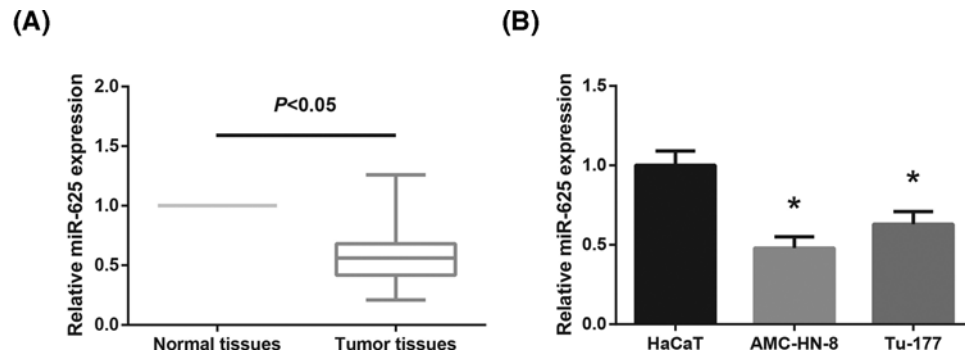 (A)
Relative miR-625 expression
2.0
1.5
1.0
0.5
0.0
P<0.05
Normal tissues
Tumor tissues
(B)
Relative miR-625 expression
1.5
1.0
0.5
0.0
*
*
HaCaT
AMC-HN-8
Tu-177